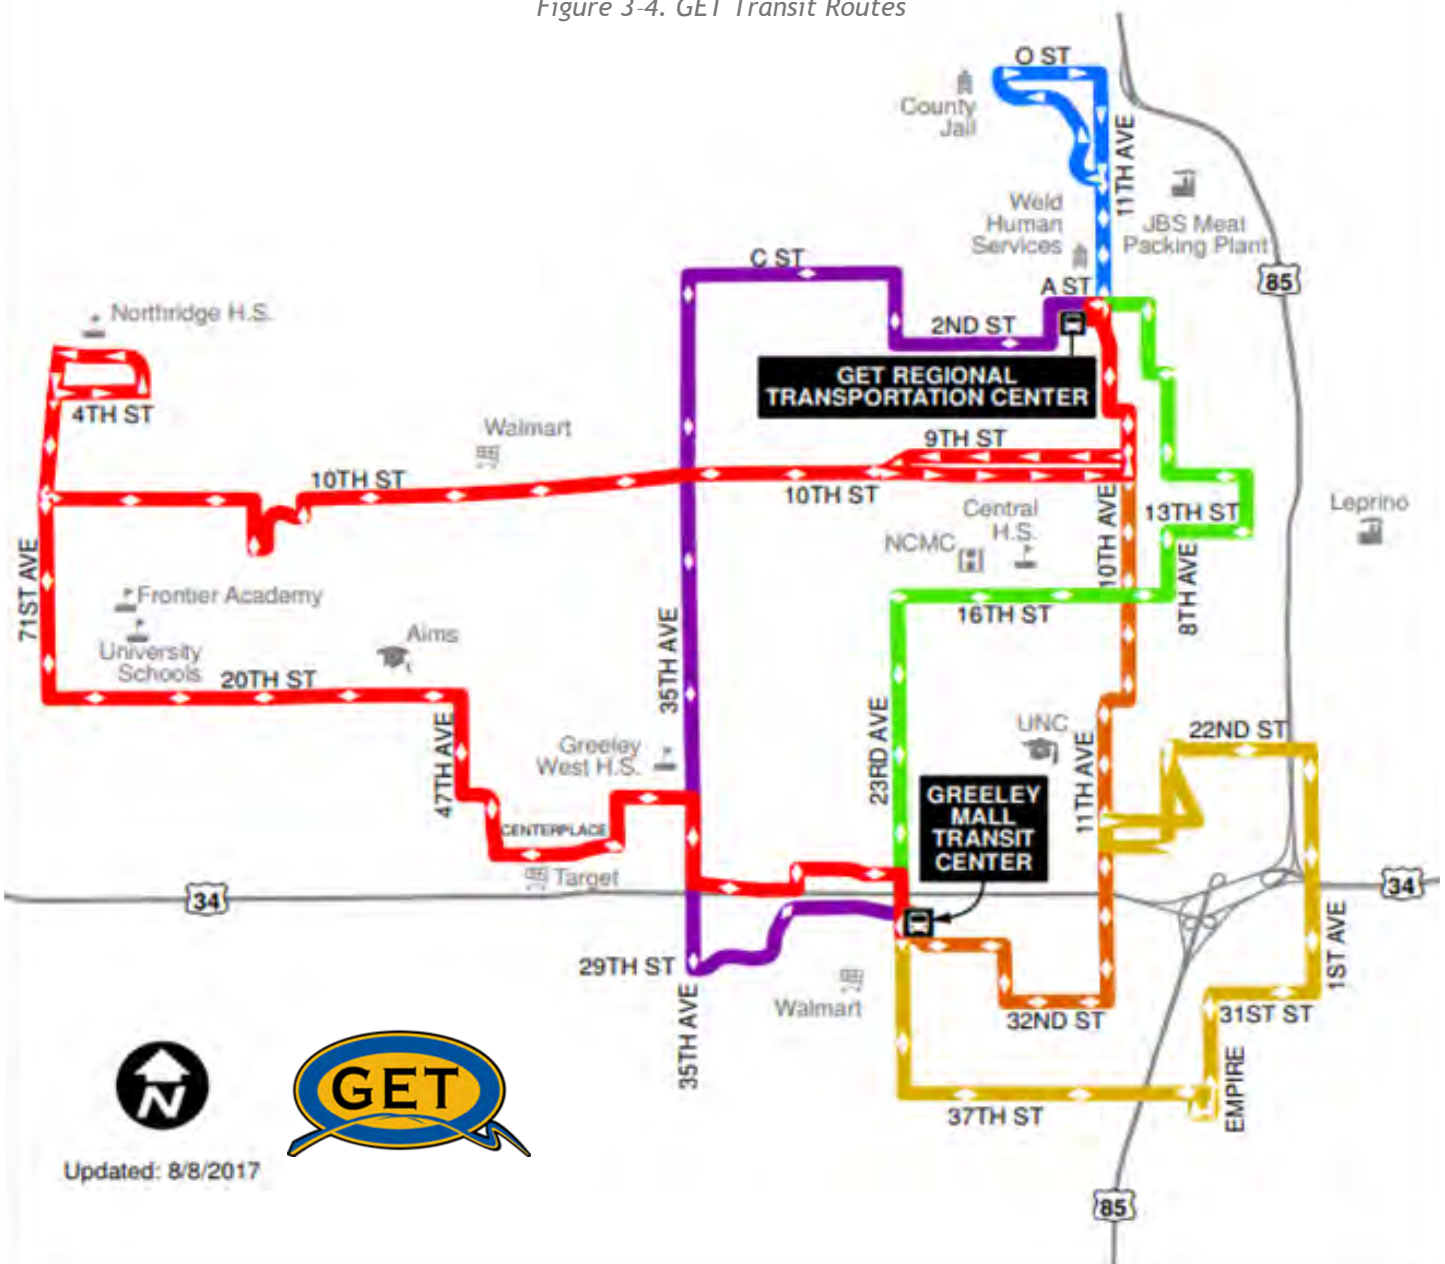 Figure 3-4. GET Transit Routes
O ST
County
Jail
11TH AVE
Weld
Human
Services
JBS Meat
Packing Plant
C ST
85
A ST
Northridge H.S.
2ND ST
GET REGIONAL
TRANSPORTATION CENTER
4TH ST
Walmart
9TH ST
10TH ST
10TH ST
Central
H.S.
13TH ST
Leprino
NCMC
10TH AVE
71ST AVE
Frontier Academy
16TH ST
8TH AVE
University
Schools
Aims
35TH AVE
20TH ST
UNC
23RD AVE
22ND ST
47TH AVE
Greeley
West H.S.
11TH AVE
GREELEY
MALL
TRANSIT
CENTER
CENTERPLACE
Target
34
34
29TH ST
1ST AVE
Walmart
32ND ST
31ST ST
35TH AVE
EMPIRE
37TH ST
N
GET
Updated: 8/8/2017
85